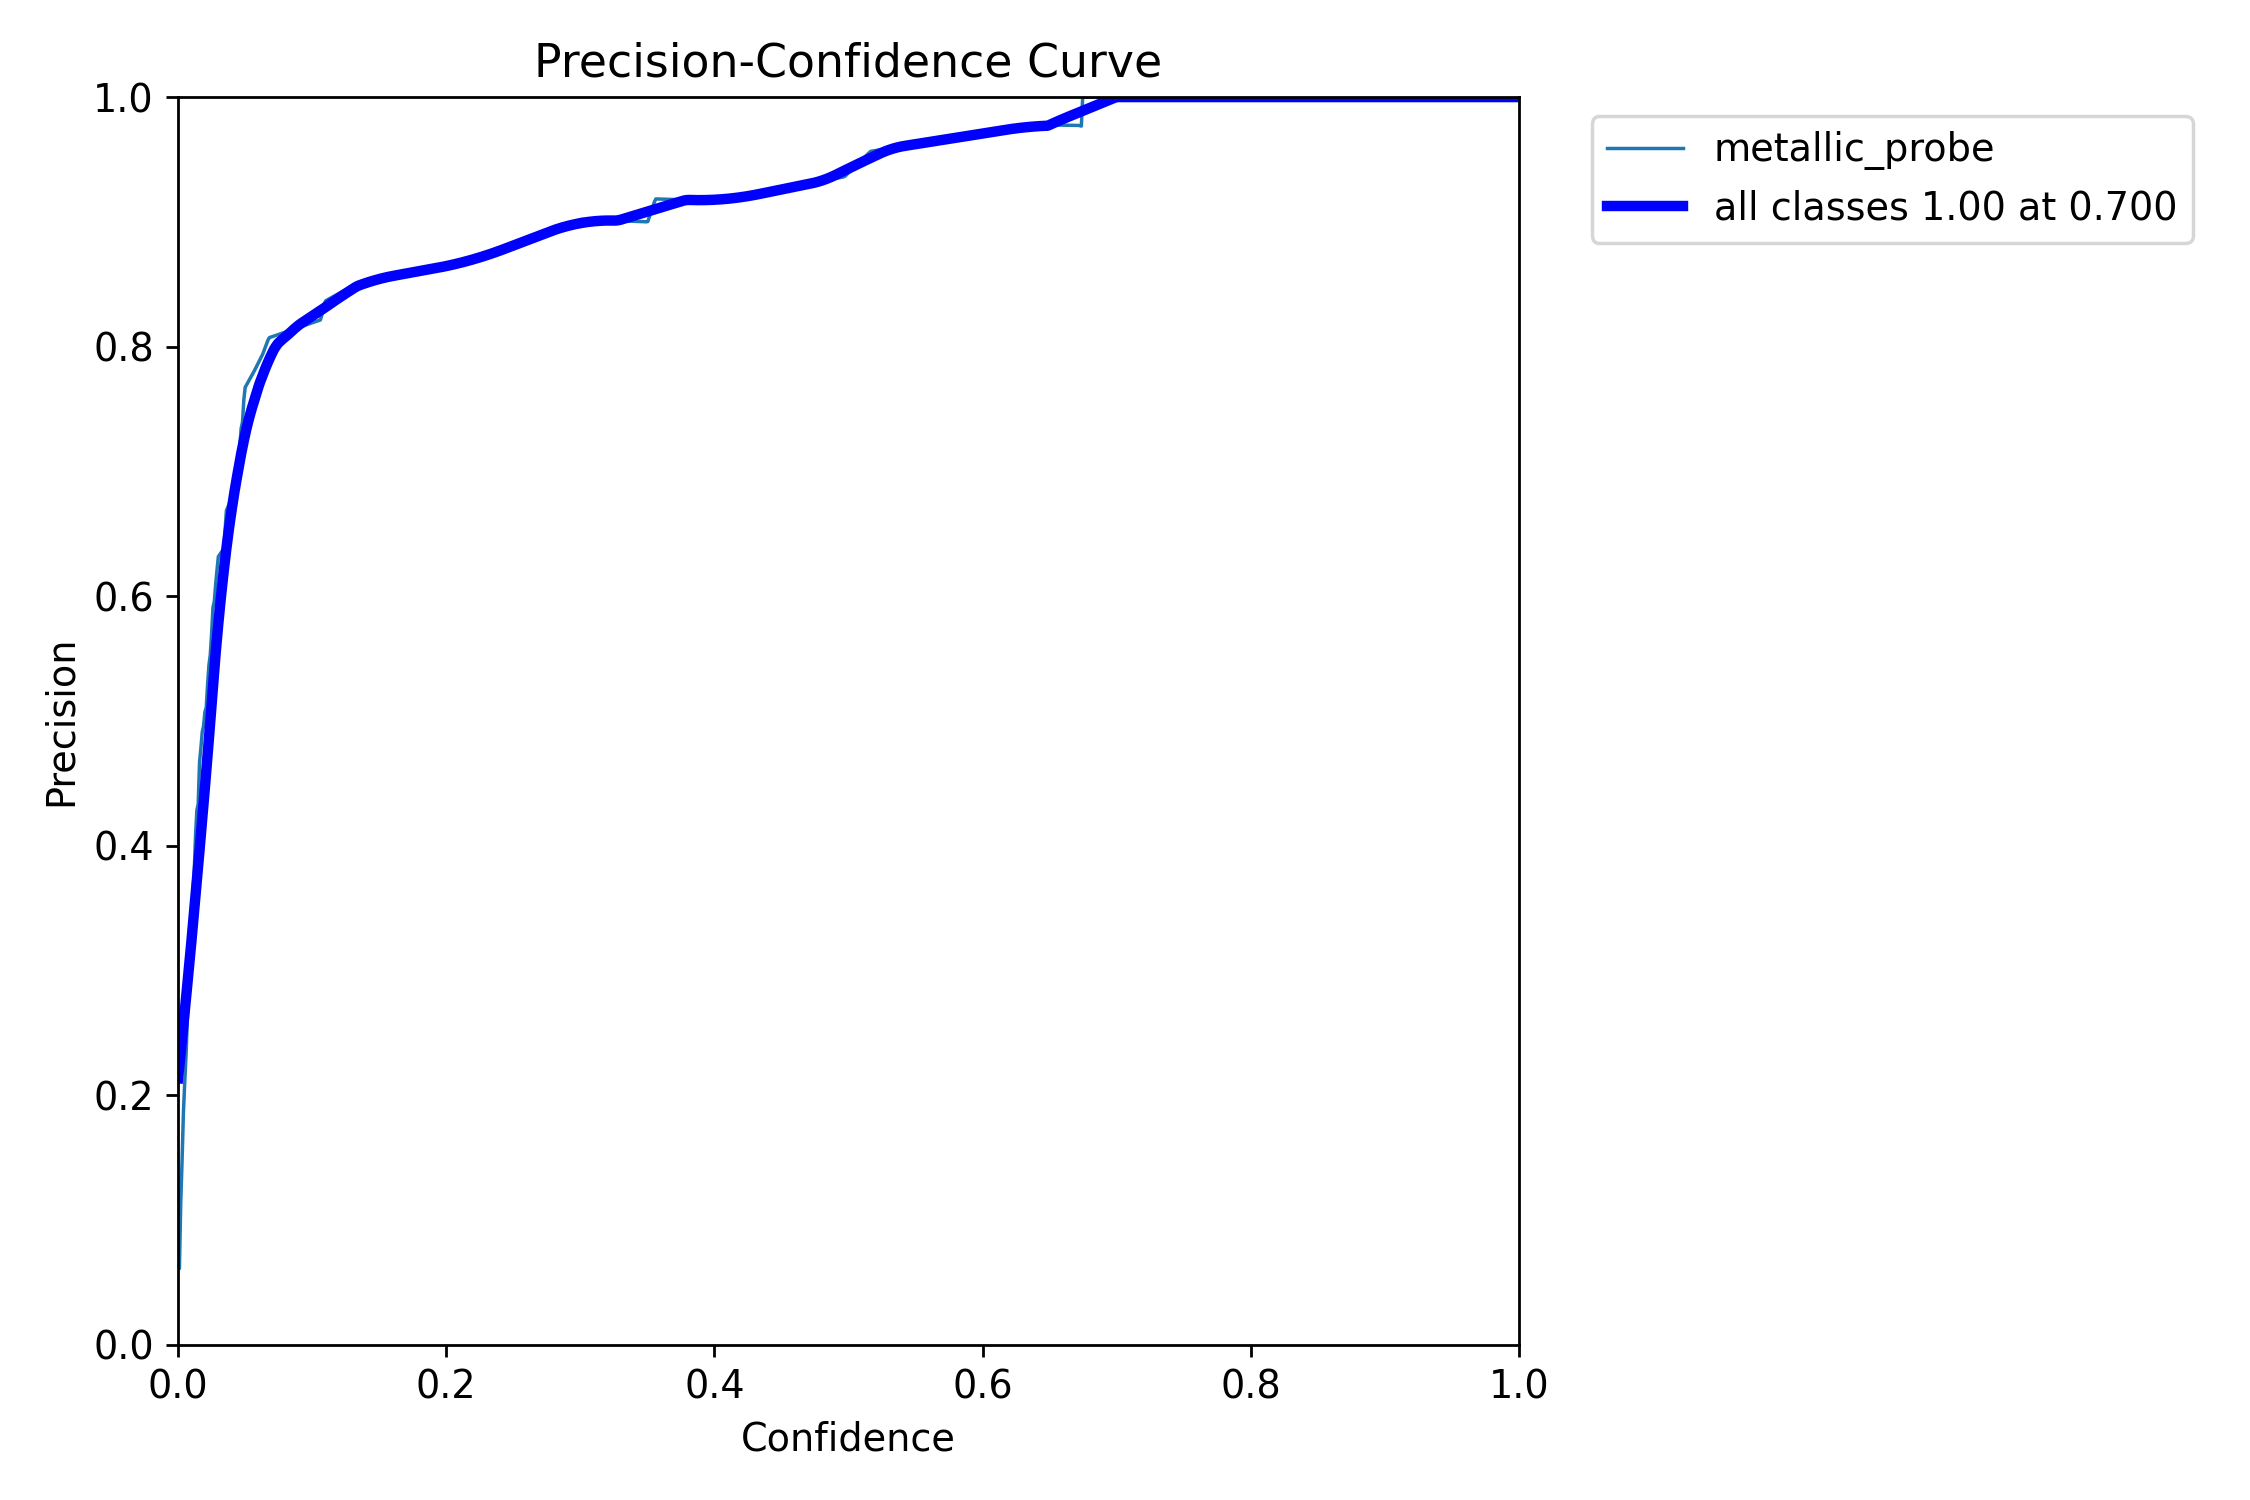 Precision-Confidence Curve
1.0
0.8
0.6
0.4
0.2
0.0
Precision
0.0 0.2 0.4 0.6 0.8 1.0
Confidence
metallic_probe
all classes 1.00 at 0.700